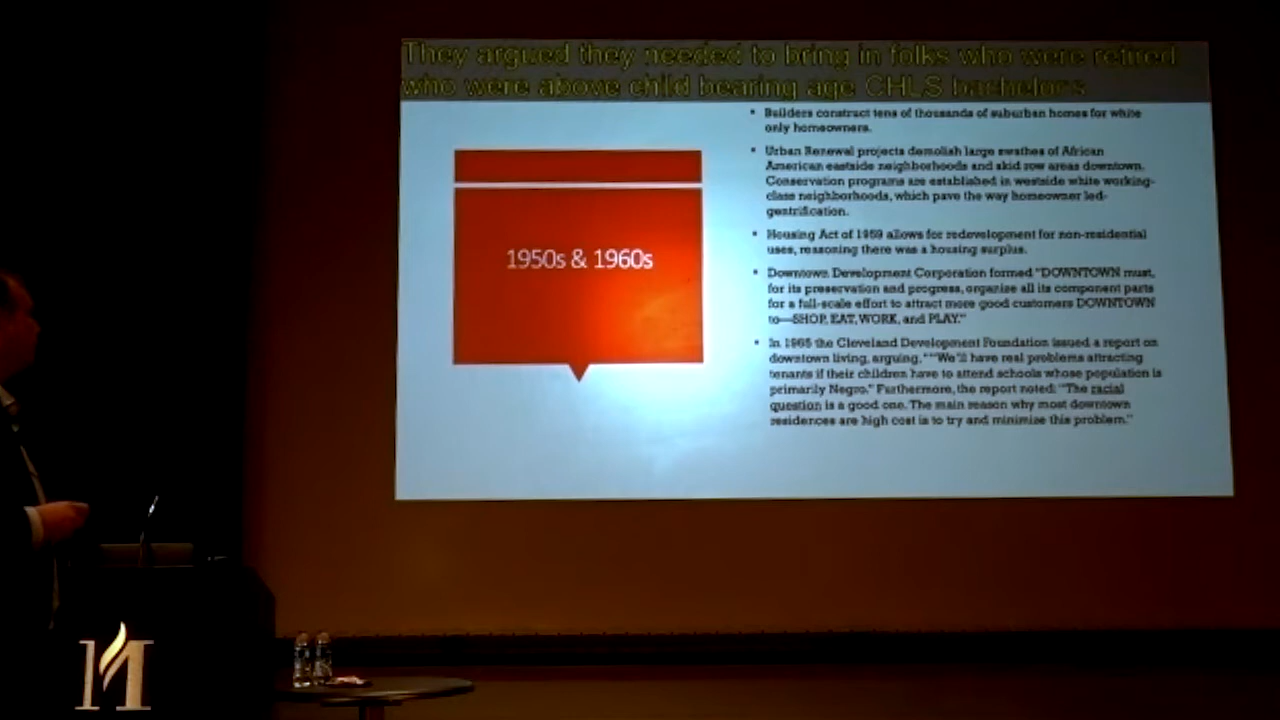 They argued they needed to bring in folks who were retired
who were above child bearing age CHLS bachelors
1950s & 1960s
• Builders construct tens of thousands of suburban homes for white
only homeowners.
• Urban Renewal projects demolish large swathes of African
American eastside neighborhoods and skid row areas downtown.
Conservation programs are established in westside white working-
class neighborhoods, which pave the way homeowner led-
gentrification.
• Housing Act of 1959 allows for redevelopment for non-residential
uses, reasoning there was a housing surplus.
• Downtown Development Corporation formed "DOWNTOWN must,
for its preservation and progress, organize all its component parts
for a full-scale effort to attract more good customers DOWNTOWN
to—SHOP, EAT, WORK, and PLAY."
• In 1965 the Cleveland Development Foundation issued a report on
downtown living, arguing, ""We'll have real problems attracting
tenants if their children have to attend schools whose population is
primarily Negro." Furthermore, the report noted: "The racial
question is a good one. The main reason why most downtown
residences are high cost is to try and minimize this problem."